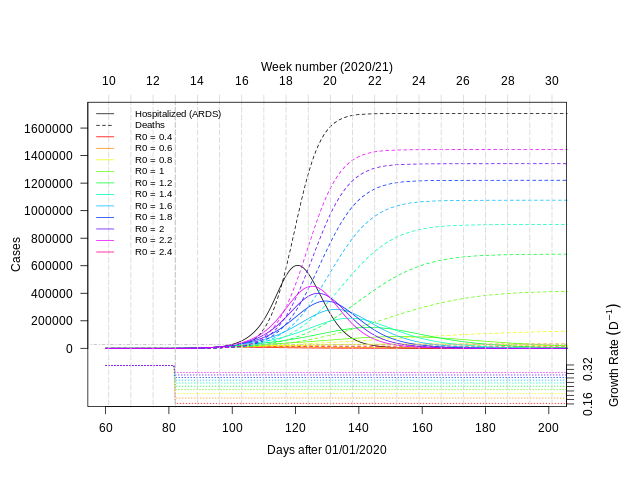 Week number (2020/21)
10 12 14 16 18 20 22 24 26 28 30
Hospitalized (ARDS)
Deaths
R0 = 0.4
R0 = 0.6
R0 = 0.8
R0 = 1
R0 = 1.2
R0 = 1.4
R0 = 1.6
R0 = 1.8
R0 = 2
R0 = 2.2
R0 = 2.4
1600000
1400000
1200000
1000000
800000
600000
400000
200000
0
Cases
0.32
0.16
Growth Rate (D⁻¹)
60 80 100 120 140 160 180 200
Days after 01/01/2020